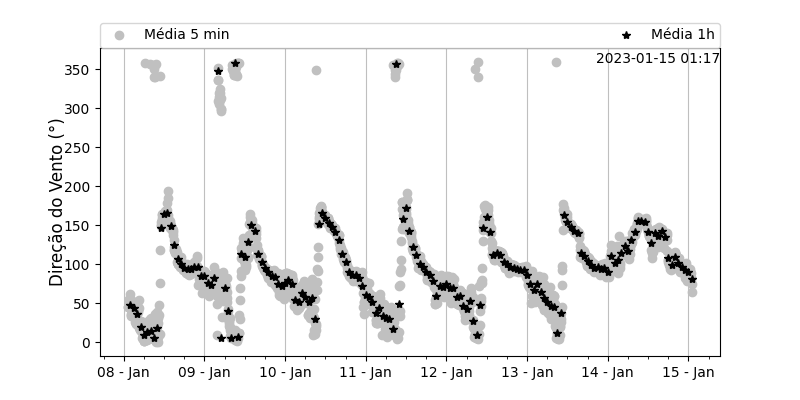 Média 5 min
Média 1h
2023-01-15 01:17
Direção do Vento (°)
350
300
250
200
150
100
50
0
08 - Jan
09 - Jan
10 - Jan
11 - Jan
12 - Jan
13 - Jan
14 - Jan
15 - Jan